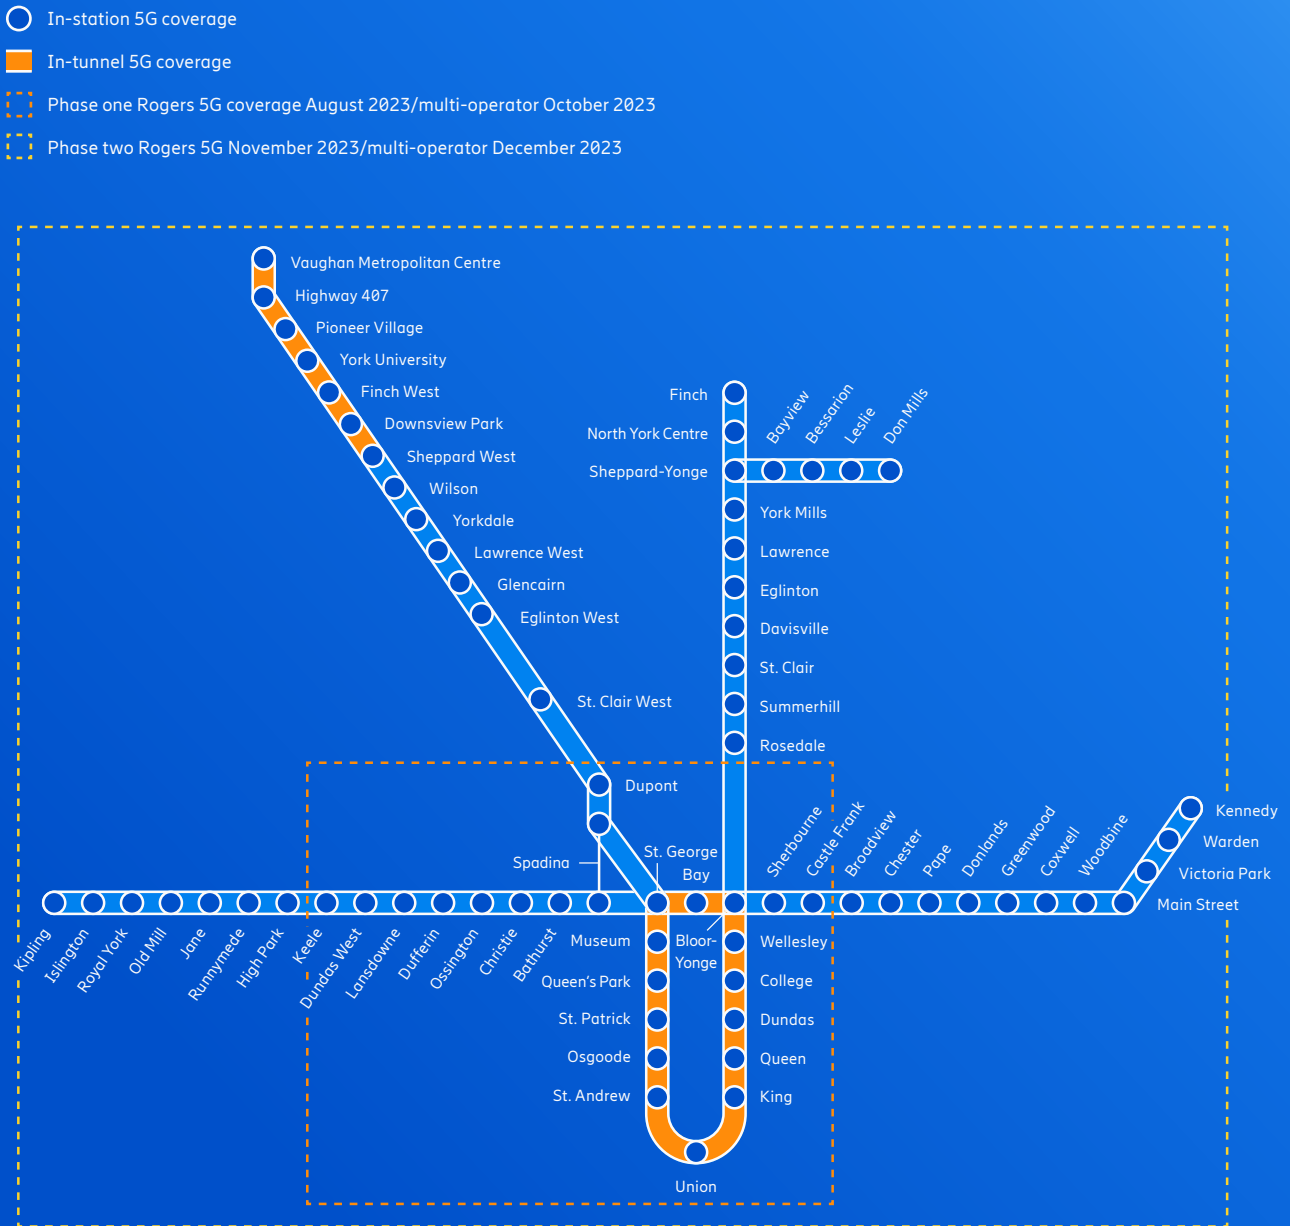 In-station 5G coverage
In-tunnel 5G coverage
Phase one Rogers 5G coverage August 2023/multi-operator October 2023
Phase two Rogers 5G November 2023/multi-operator December 2023
Vaughan Metropolitan Centre
Highway 407
Pioneer Village
York University
Finch West
Downsview Park
Sheppard West
Wilson
Yorkdale
Lawrence West
Glencairn
Eglinton West
St. Clair West
Dupont
Spadina
St. George
Bay
Finch
North York Centre
Sheppard-Yonge
Bayview
Bessarion
Leslie
Don Mills
York Mills
Lawrence
Eglinton
Davisville
St. Clair
Summerhill
Rosedale
Sherbourne
Castle Frank
Broadview
Chester
Pape
Donlands
Greenwood
Coxwell
Woodbine
Kennedy
Warden
Victoria Park
Main Street
Kipling
Islington
Royal York
Old Mill
Jane
Runnymede
High Park
Keele
Dundas West
Lansdowne
Dufferin
Ossington
Christie
Bathurst
Museum
Queen's Park
St. Patrick
Osgoode
St. Andrew
Bloor-
Yonge
Wellesley
College
Dundas
Queen
King
Union